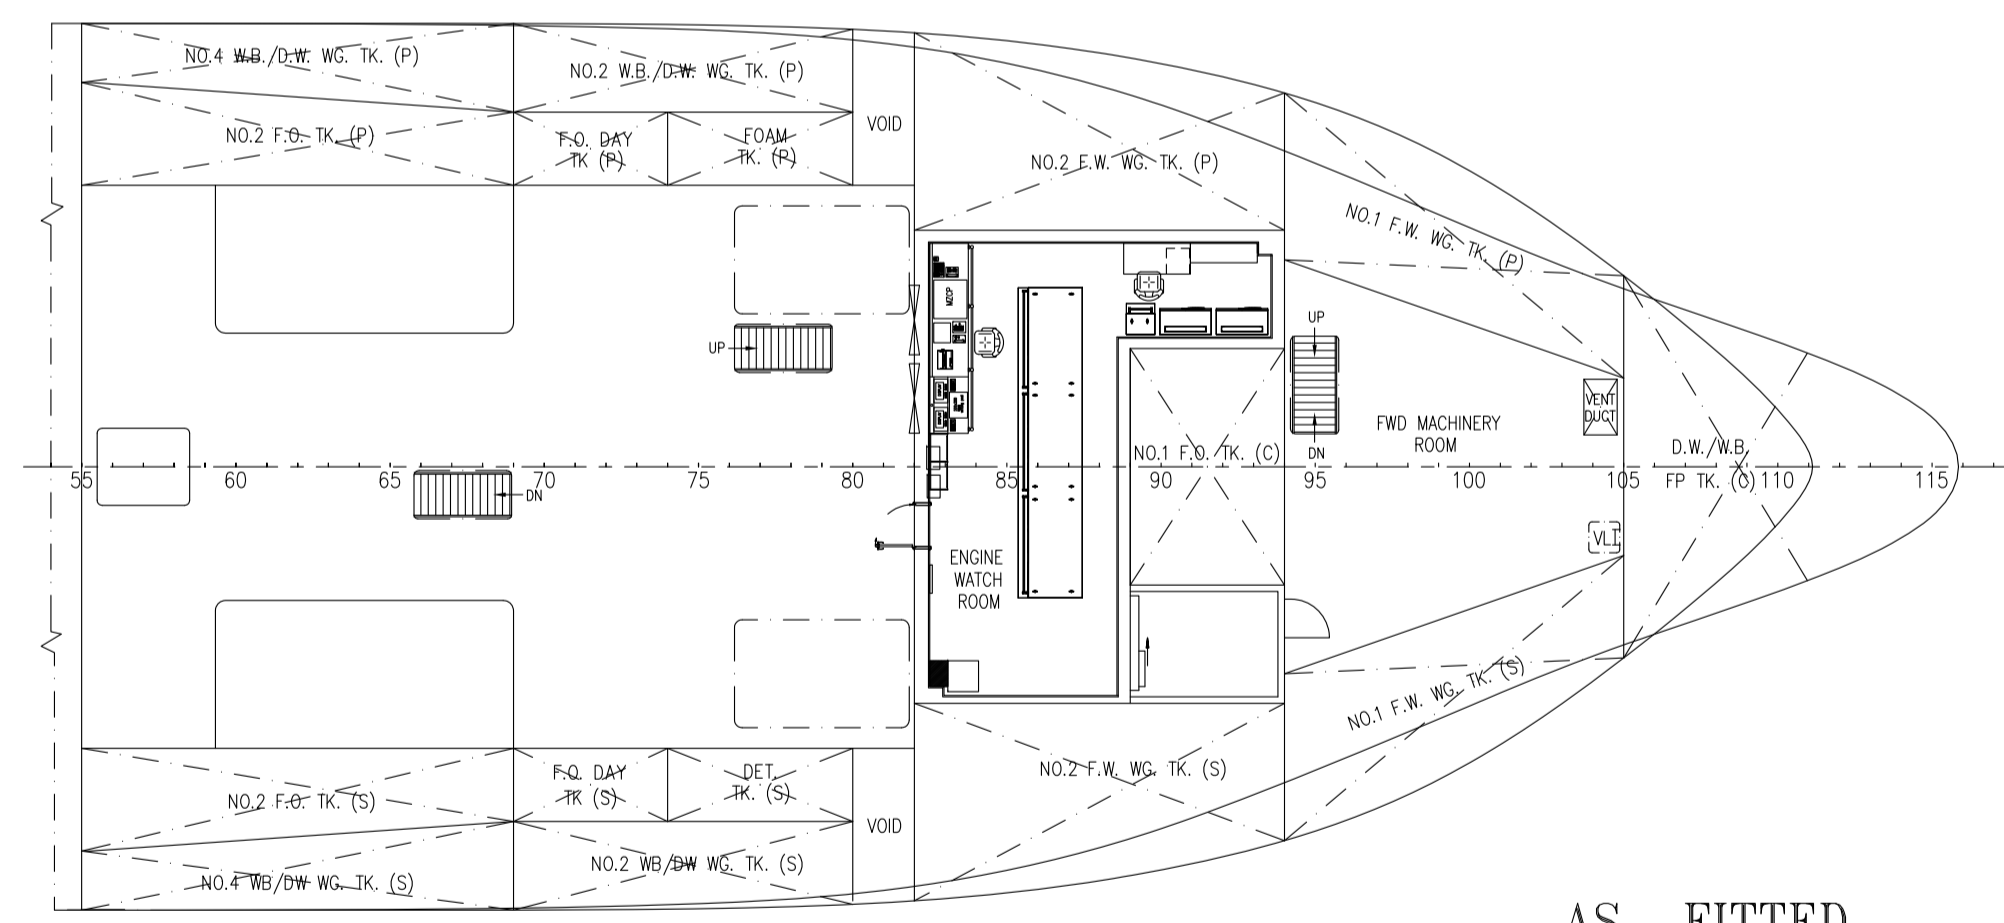 NO.4 W.B./D.W. WG. TK. (P)
NO.2 W.B./D.W. WG. TK. (P)
NO.2 F.O. TK. (P)
F.O. DAY
TK (P)
FOAM
TK. (P)
VOID
NO.2 F.W. WG. TK. (P)
NO.1 F.W. WG. TK. (P)
MZCP
UP
UP
DN
VENT
DUCT
FWD MACHINERY
ROOM
NO.1 F.O. TK. (C)
D.W./W.B.
FP TK. (C)
55
60
65
70
75
80
85
90
95
100
105
110
115
DN
VLI
ENGINE
WATCH
ROOM
NO.1 F.W. WG. TK. (S)
NO.2 F.W. WG. TK. (S)
F.O. DAY
TK (S)
DET.
TK. (S)
NO.2 F.O. TK. (S)
VOID
NO.2 WB/DW WG. TK. (S)
NO.4 WB/DW WG. TK. (S)
AS FITTED